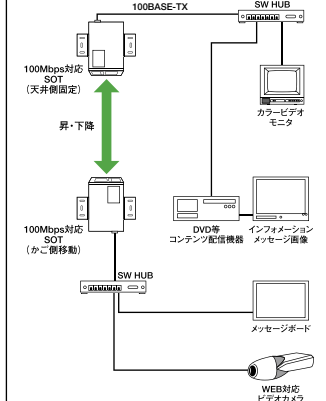 100BASE-TX
SW HUB
100Mbps対応
SOT
(天井側固定)
カラービデオ
モニタ
昇・下降
100Mbps対応
SOT
(かご側移動)
DVD等
コンテンツ配信機器
インフォメーション
メッセージ画像
SW HUB
メッセージボード
WEB対応
ビデオカメラ